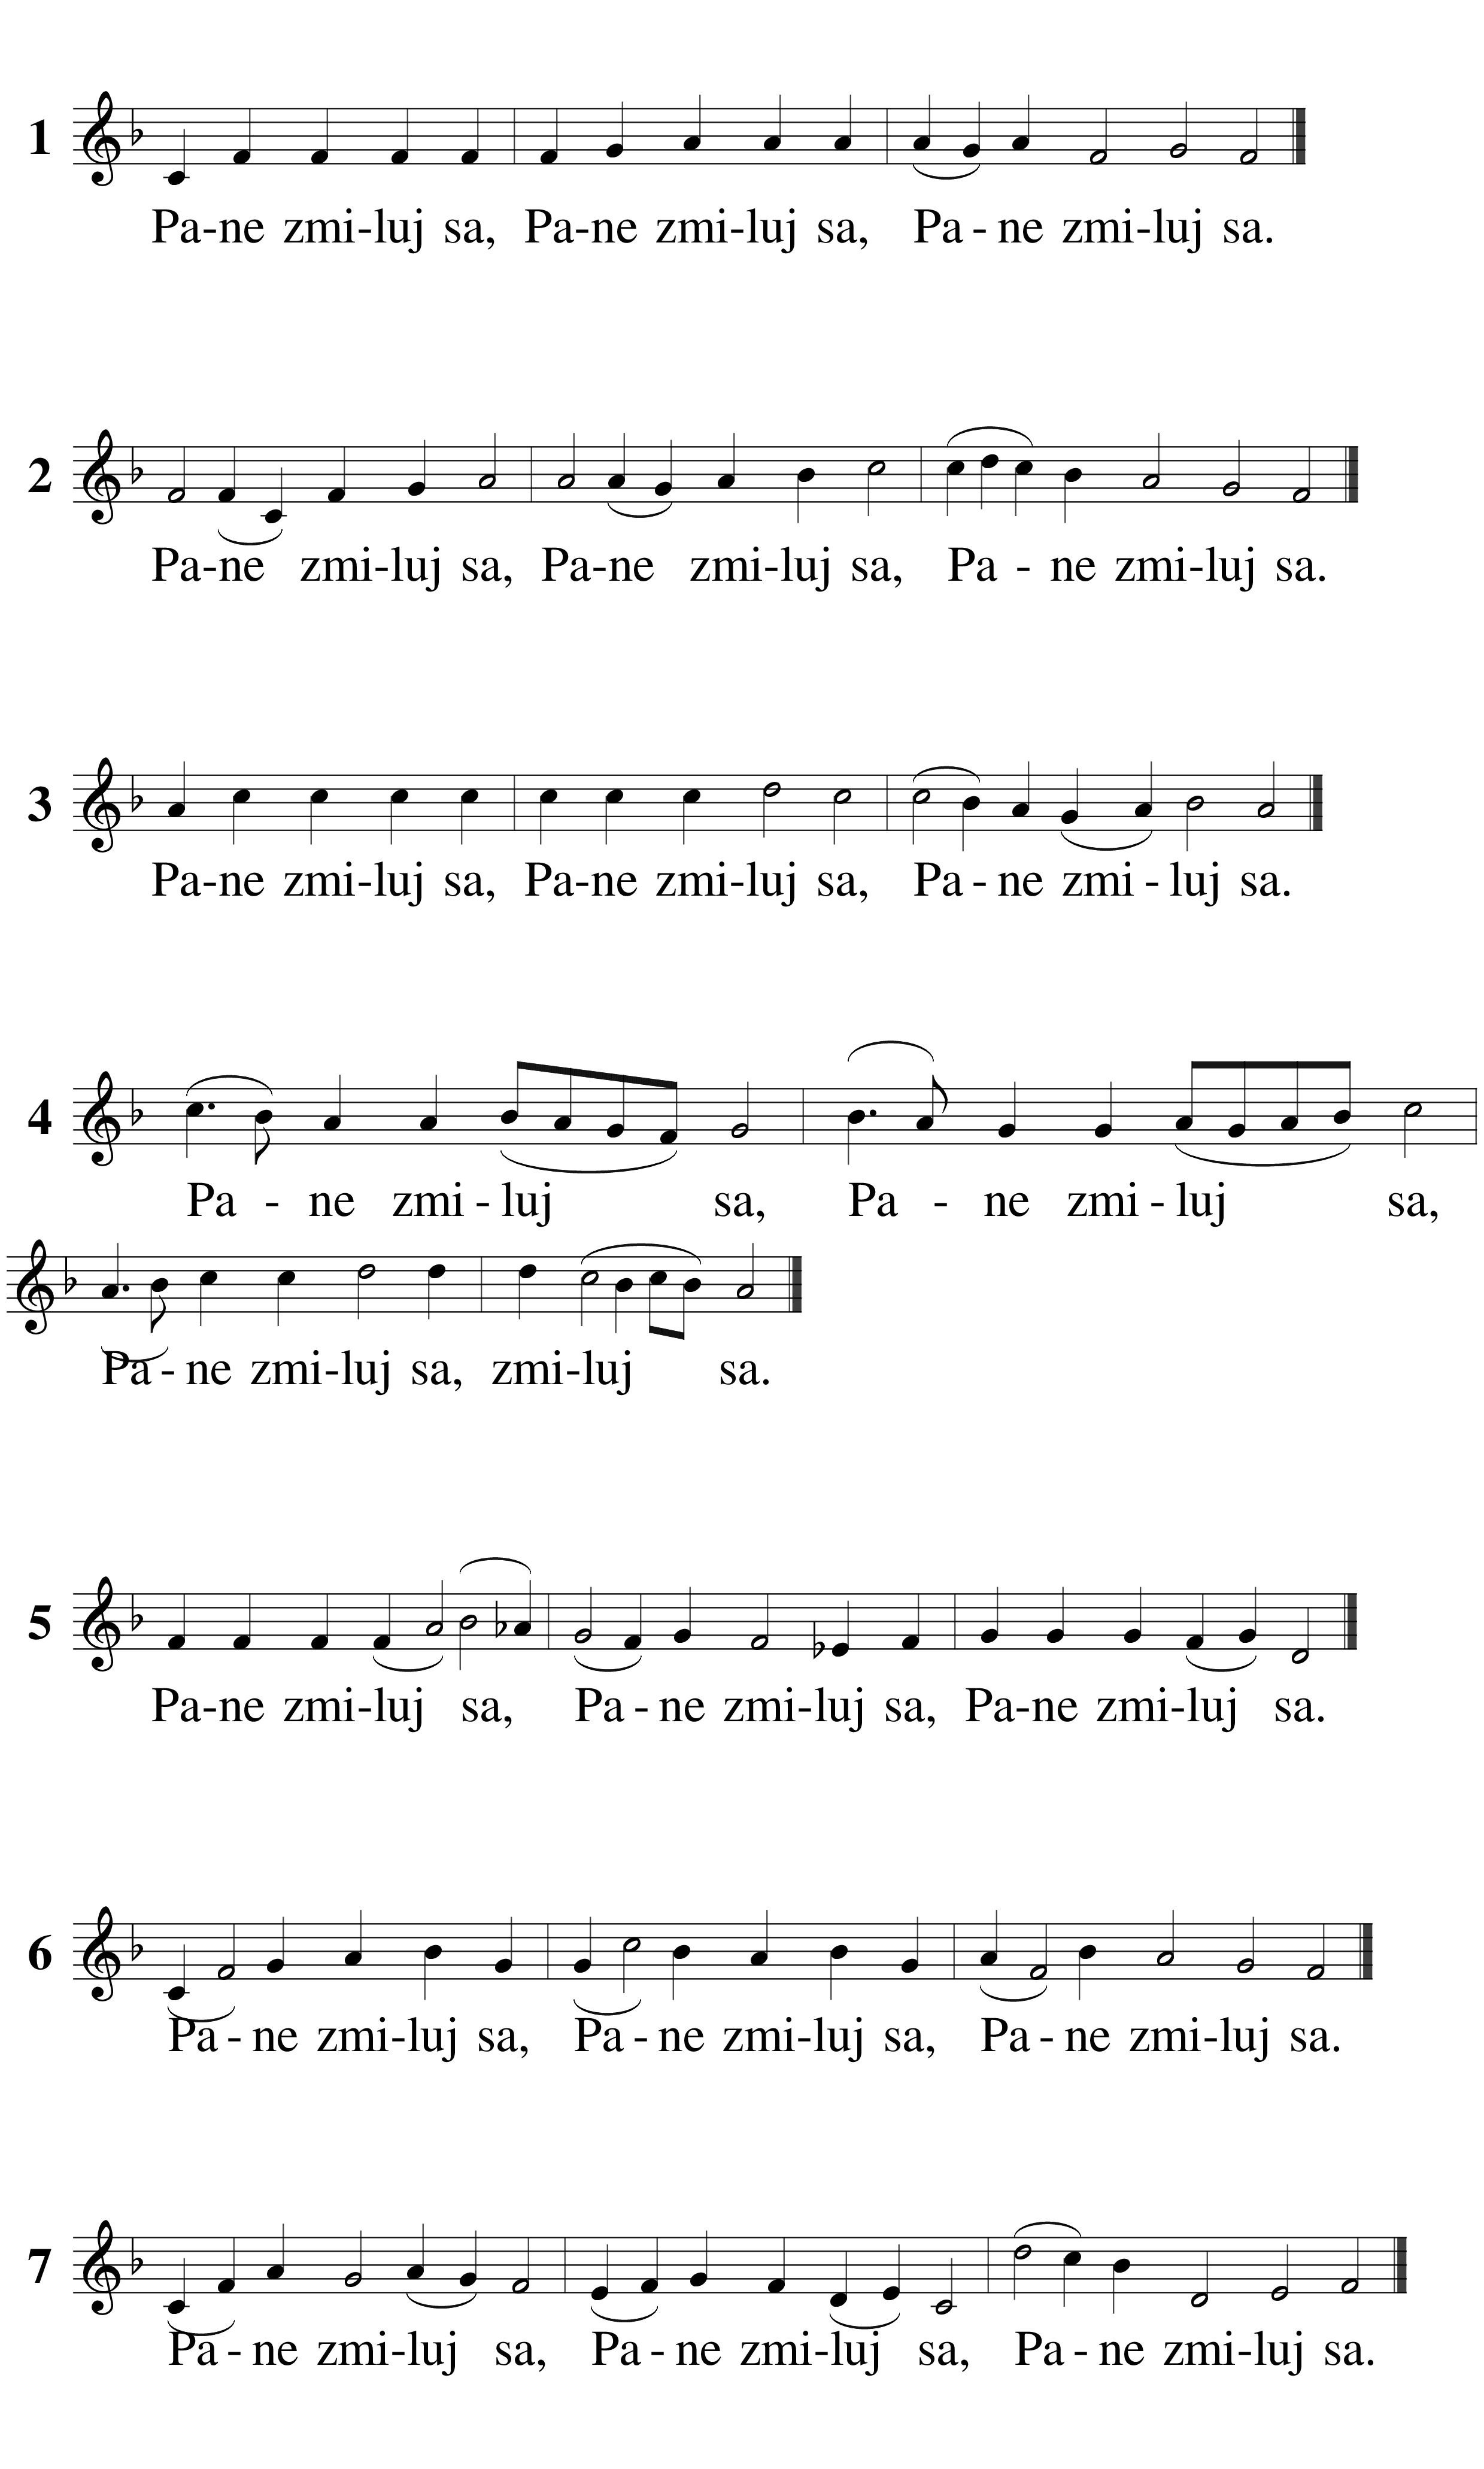 1
Pa-ne zmi-luj sa, Pa-ne zmi-luj sa, Pa - ne zmi-luj sa.
2
Pa-ne zmi-luj sa, Pa-ne zmi-luj sa, Pa - ne zmi-luj sa.
3
Pa-ne zmi-luj sa, Pa-ne zmi-luj sa, Pa - ne zmi - luj sa.
4
Pa - ne zmi - luj sa, Pa - ne zmi - luj sa,
Pa - ne zmi-luj sa, zmi-luj sa.
5
Pa-ne zmi-luj sa, Pa - ne zmi-luj sa, Pa-ne zmi-luj sa.
6
Pa - ne zmi-luj sa, Pa - ne zmi-luj sa, Pa - ne zmi-luj sa.
7
Pa - ne zmi-luj sa, Pa - ne zmi-luj sa, Pa - ne zmi-luj sa.